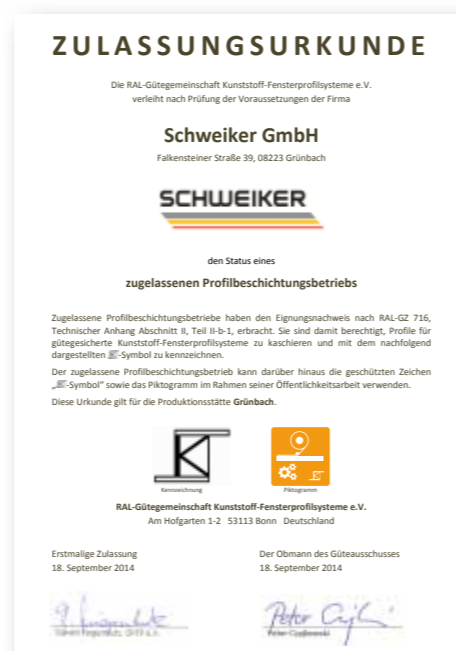 ZULASSUNGSURKUNDE
Die RAL-Gütegemeinschaft Kunststoff-Fensterprofilsysteme e.V.
verleiht nach Prüfung der Voraussetzungen der Firma
Schweiker GmbH
Falkensteiner Straße 39, 08223 Grünbach
SCHWEIKER
den Status eines
zugelassenen Profilbeschichtungsbetriebs
Zugelassene Profilbeschichtungsbetriebe haben den Eignungsnachweis nach RAL-GZ 716,
Technischer Anhang Abschnitt II, Teil II-b-1, erbracht. Sie sind damit berechtigt, Profile für
gütegesicherte Kunststoff-Fensterprofilsysteme zu kaschieren und mit dem nachfolgend
dargestellten K-Symbol zu kennzeichnen.
Der zugelassene Profilbeschichtungsbetrieb kann darüber hinaus die geschützten Zeichen
„K-Symbol" sowie das Piktogramm im Rahmen seiner Öffentlichkeitsarbeit verwenden.
Diese Urkunde gilt für die Produktionsstätte Grünbach.
K
Kennzeichnung Piktogramm
RAL-Gütegemeinschaft Kunststoff-Fensterprofilsysteme e.V.
Am Hofgarten 1-2 53113 Bonn Deutschland
Erstmalige Zulassung Der Obmann des Güteausschusses
18. September 2014 18. September 2014
Peter